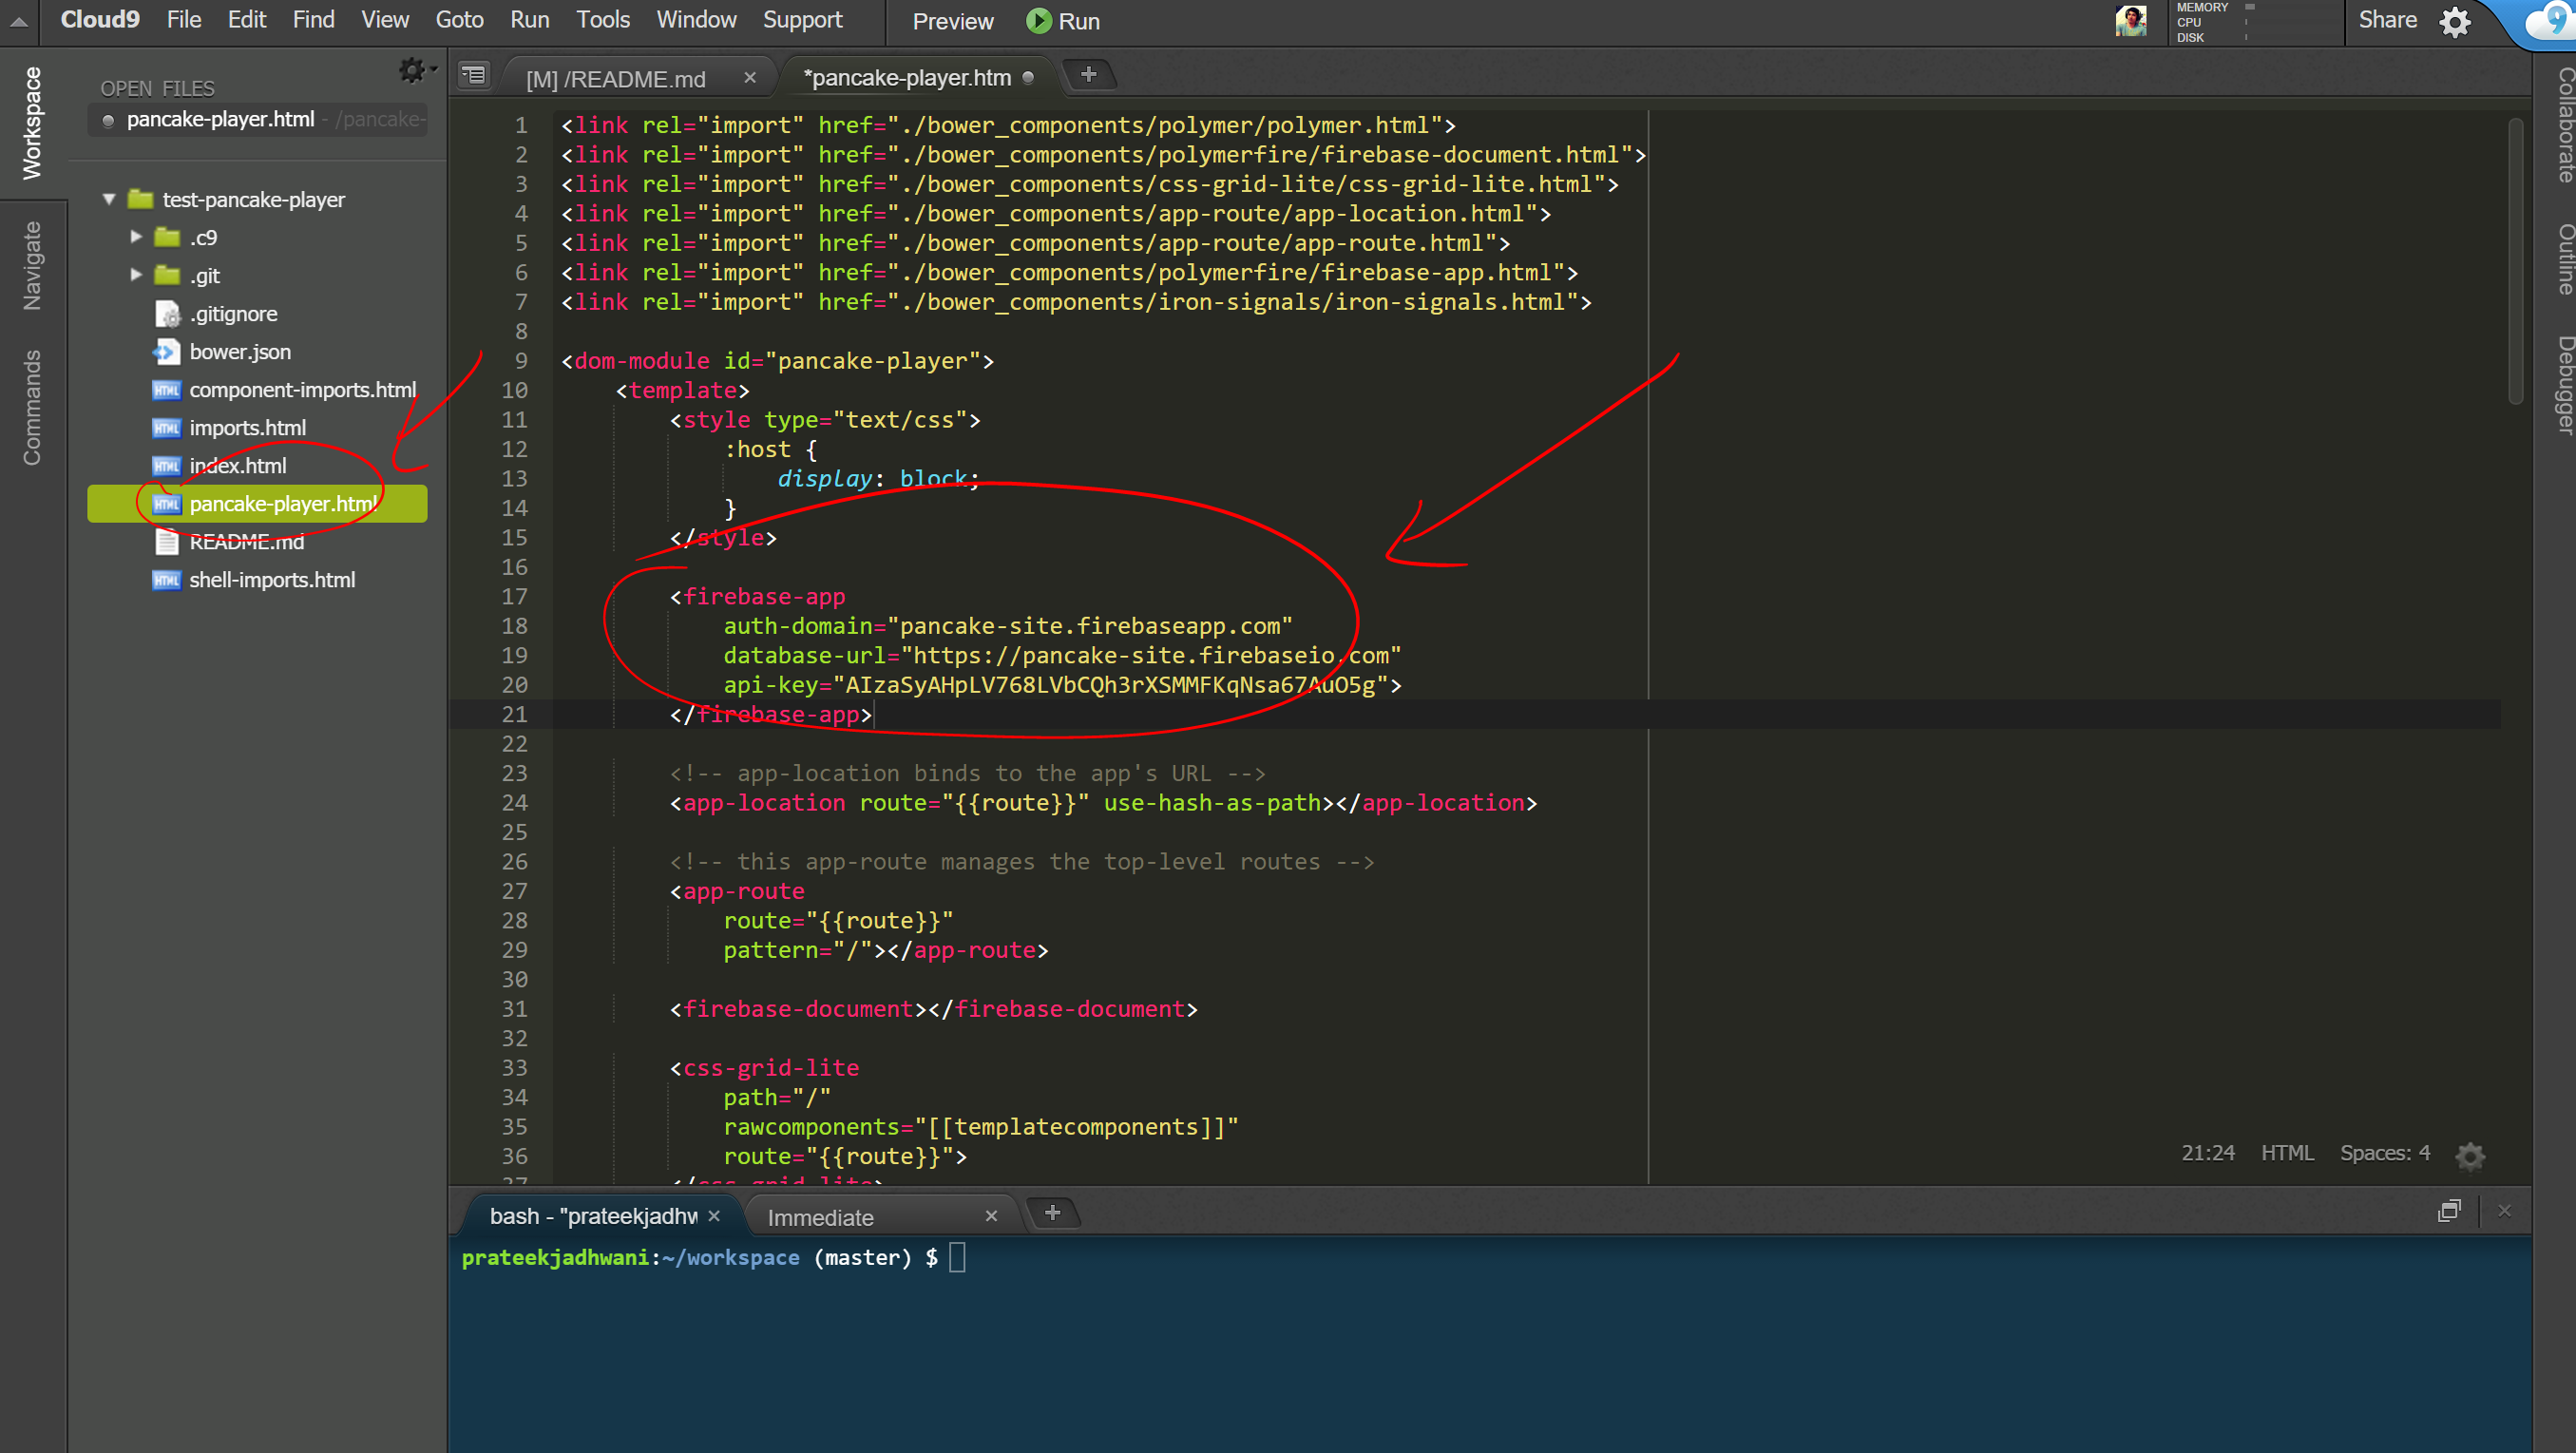 Cloud9 File Edit Find View Goto Run Tools Window Support Preview Run MEMORY CPU DISK Share
Workspace
Navigate
Commands
OPEN FILES
pancake-player.html - /pancake-
test-pancake-player
.c9
.git
.gitignore
bower.json
component-imports.html
imports.html
index.html
pancake-player.html
README.md
shell-imports.html
[M] /README.md × *pancake-player.htm
1 <link rel="import" href="./bower_components/polymer/polymer.html">
2 <link rel="import" href="./bower_components/polymerfire/firebase-document.html">
3 <link rel="import" href="./bower_components/css-grid-lite/css-grid-lite.html">
4 <link rel="import" href="./bower_components/app-route/app-location.html">
5 <link rel="import" href="./bower_components/app-route/app-route.html">
6 <link rel="import" href="./bower_components/polymerfire/firebase-app.html">
7 <link rel="import" href="./bower_components/iron-signals/iron-signals.html">
8
9 <dom-module id="pancake-player">
10 <template>
11 <style type="text/css">
12 :host {
13 display: block;
14 }
15 </style>
16
17 <firebase-app
18 auth-domain="pancake-site.firebaseapp.com"
19 database-url="https://pancake-site.firebaseio.com"
20 api-key="AIzaSyAHpLV768LVbCQh3rXSMMFKqNsa67AuO5g">
21 </firebase-app>
22
23 <!-- app-location binds to the app's URL -->
24 <app-location route="{{route}}" use-hash-as-path></app-location>
25
26 <!-- this app-route manages the top-level routes -->
27 <app-route
28 route="{{route}}"
29 pattern="/"></app-route>
30
31 <firebase-document></firebase-document>
32
33 <css-grid-lite
34 path="/"
35 rawcomponents="[[templatecomponents]]"
36 route="{{route}}">
37 </css-grid-lite>
21:24 HTML Spaces: 4
Collaborate
Outline
Debugger
bash - "prateekjadhw × Immediate ×
prateekjadhwani:~/workspace (master) $